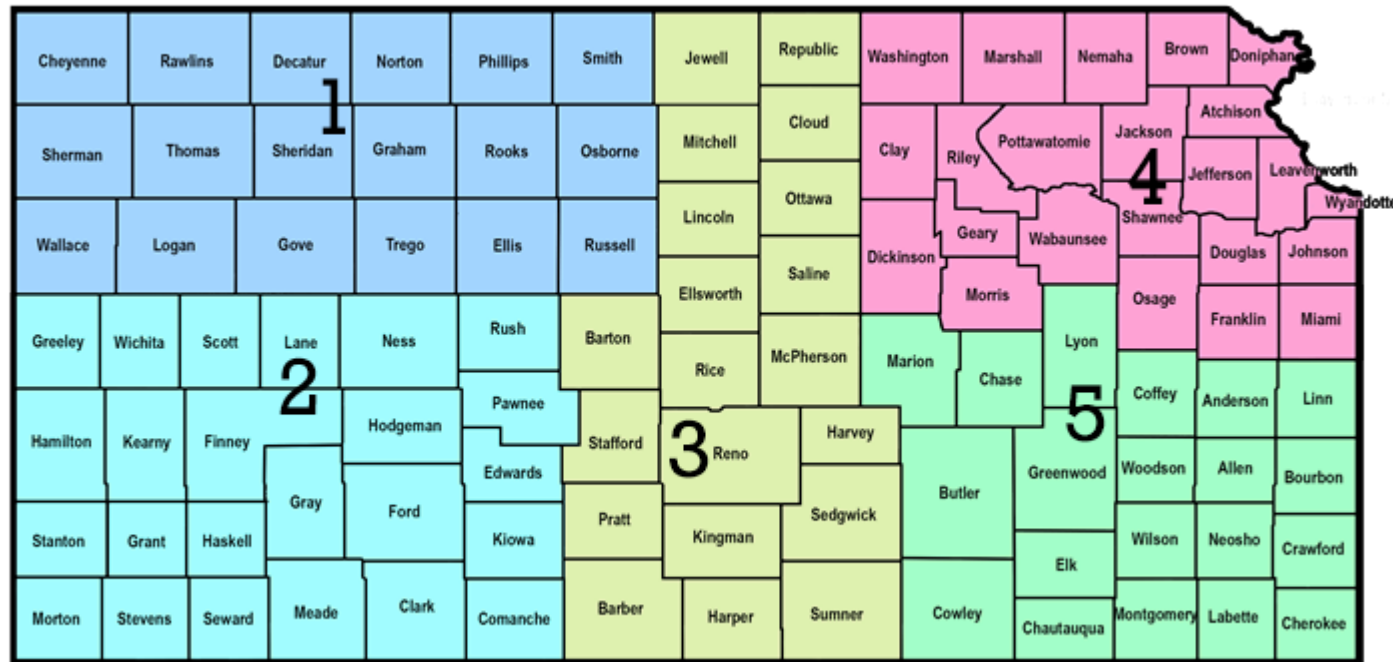 Cheyenne Rawlins Decatur Norton Phillips Smith Jewell Republic Washington Marshall Nemaha Brown Doniphan
1
Sherman Thomas Sheridan Graham Rooks Osborne Mitchell Cloud Clay Riley Pottawatomie Jackson Atchison
4
Jefferson Leavenworth
Wallace Logan Gove Trego Ellis Russell Lincoln Ottawa Dickinson Geary Wabaunsee Shawnee Wyandotte
Ellsworth Saline Morris Osage Douglas Johnson
Greeley Wichita Scott Lane Ness Rush Barton Rice McPherson Marion Chase Lyon Franklin Miami
2
Hamilton Kearny Finney Hodgeman Pawnee Stafford Reno Harvey Coffey Anderson Linn
3
5
Edwards Butler Greenwood Woodson Allen Bourbon
Gray Ford Pratt Kingman Sedgwick
Stanton Grant Haskell Kiowa Elk Wilson Neosho Crawford
Morton Stevens Seward Meade Clark Comanche Barber Harper Sumner Cowley Chautauqua Montgomery Labette Cherokee